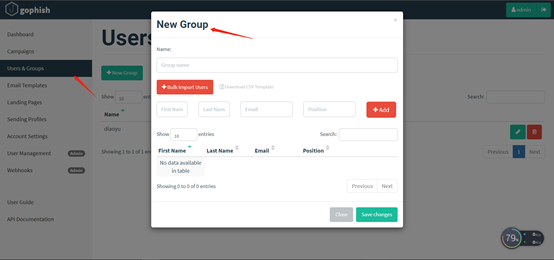 gophish
admin
Dashboard
Campaigns
Users & Groups
Email Templates
Landing Pages
Sending Profiles
Account Settings
User Management Admin
Webhooks Admin
User Guide
API Documentation
Users
New Group
Show 10
Name
dianyu
Showing 1 to 1 of 1
Search:
Previous 1 Next
New Group
×
Name:
Group name
Bulk Import Users
Download CSV Template
First Nam Last Nam Email Position Add
Show 10 entries
Search:
First Name Last Name Email Position
No data available
in table
Showing 0 to 0 of 0 entries
Previous Next
Close Save changes
79%